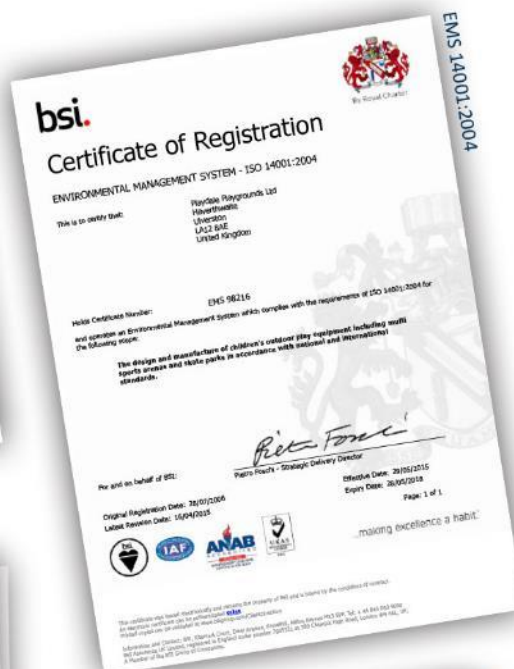 EMS 14001:2004
bsi.
By Royal Charter
Certificate of Registration
ENVIRONMENTAL MANAGEMENT SYSTEM - ISO 14001:2004
This is to certify that:
Playdale Playgrounds Ltd
Haverthwaite
Ulverston
LA12 8AE
United Kingdom
Holds Certificate Number:
EMS 98216
and operates an Environmental Management System which complies with the requirements of ISO 14001:2004 for
the following scope:
The design and manufacture of children's outdoor play equipment including multi
sports arenas and skate parks in accordance with national and international
standards.
For and on behalf of BSI:
Pietro Foschi - Strategic Delivery Director
Original Registration Date: 28/07/2006
Effective Date: 29/05/2015
Latest Revision Date: 16/04/2015
Expiry Date: 28/05/2018
Page: 1 of 1
bsi
IAF
ANAB
ACCREDITED
UKAS
...making excellence a habit.